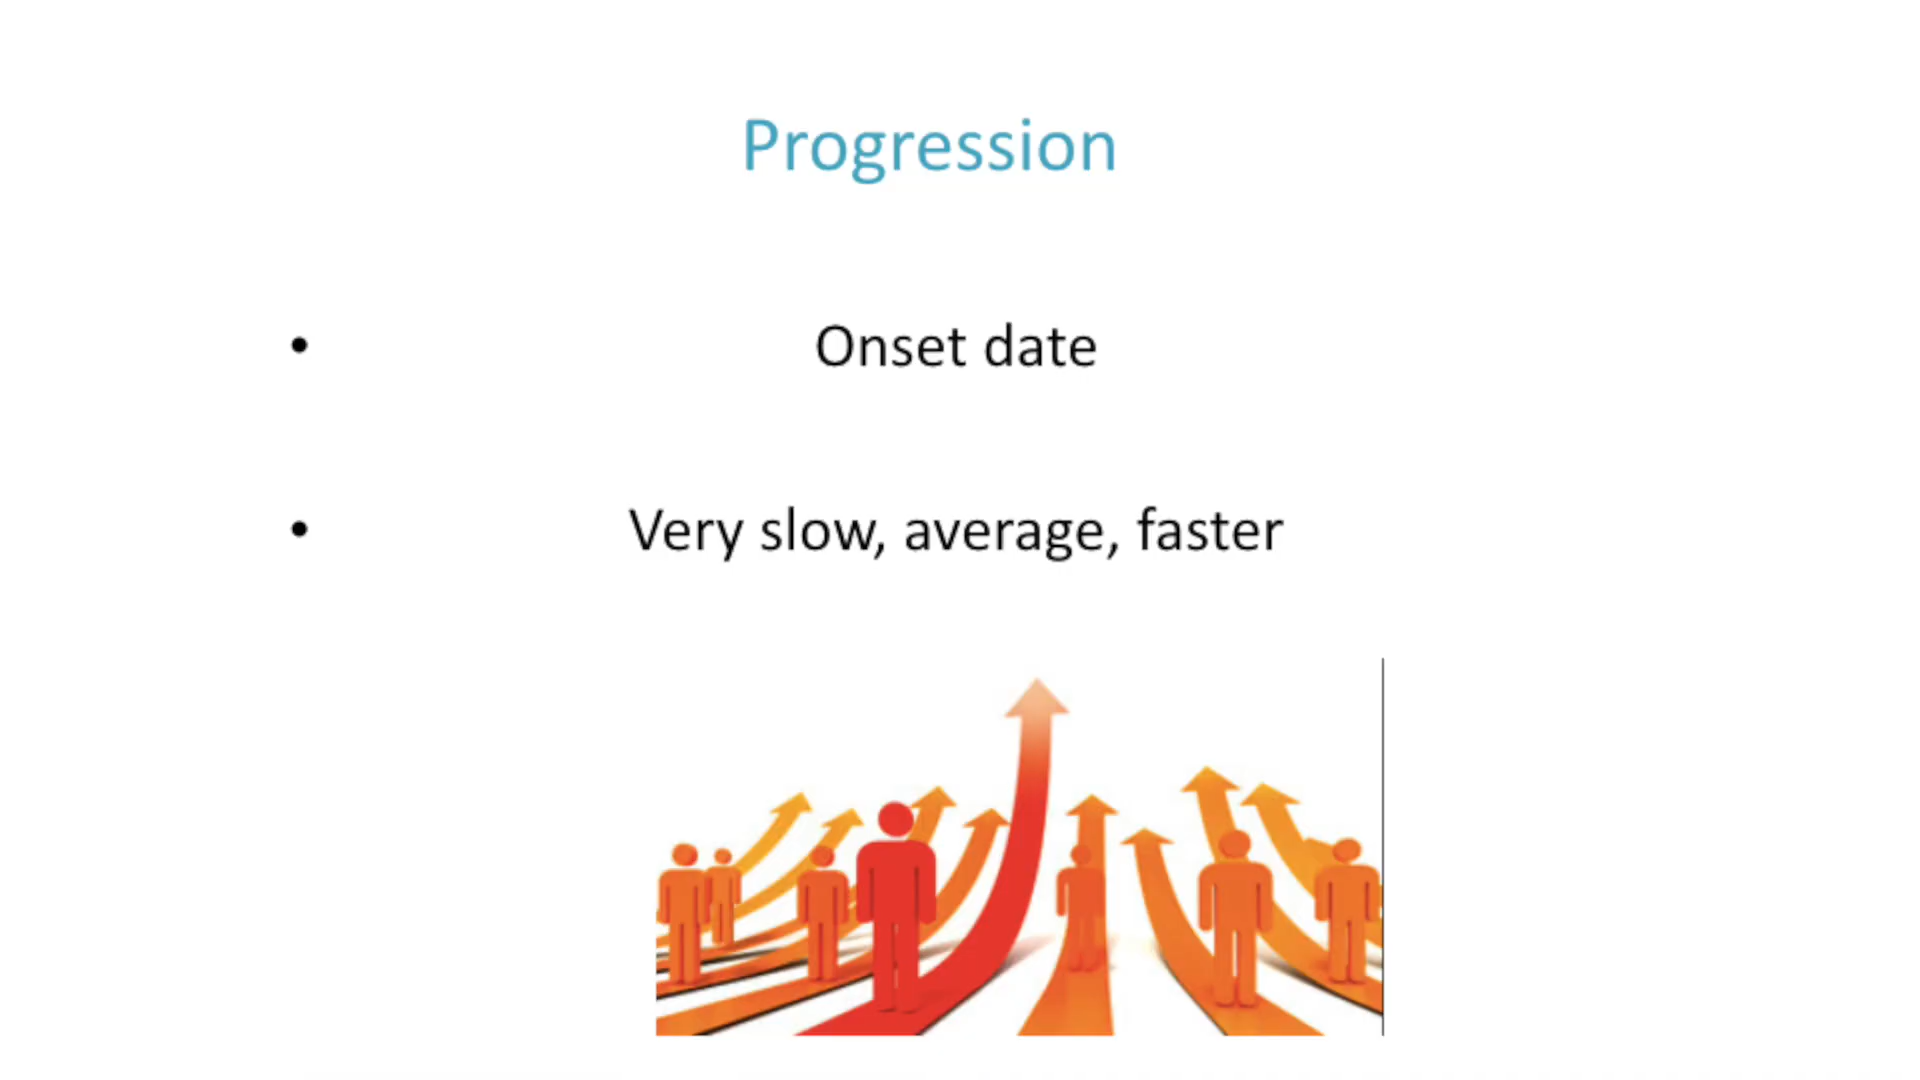 Progression
• Onset date
• Very slow, average, faster